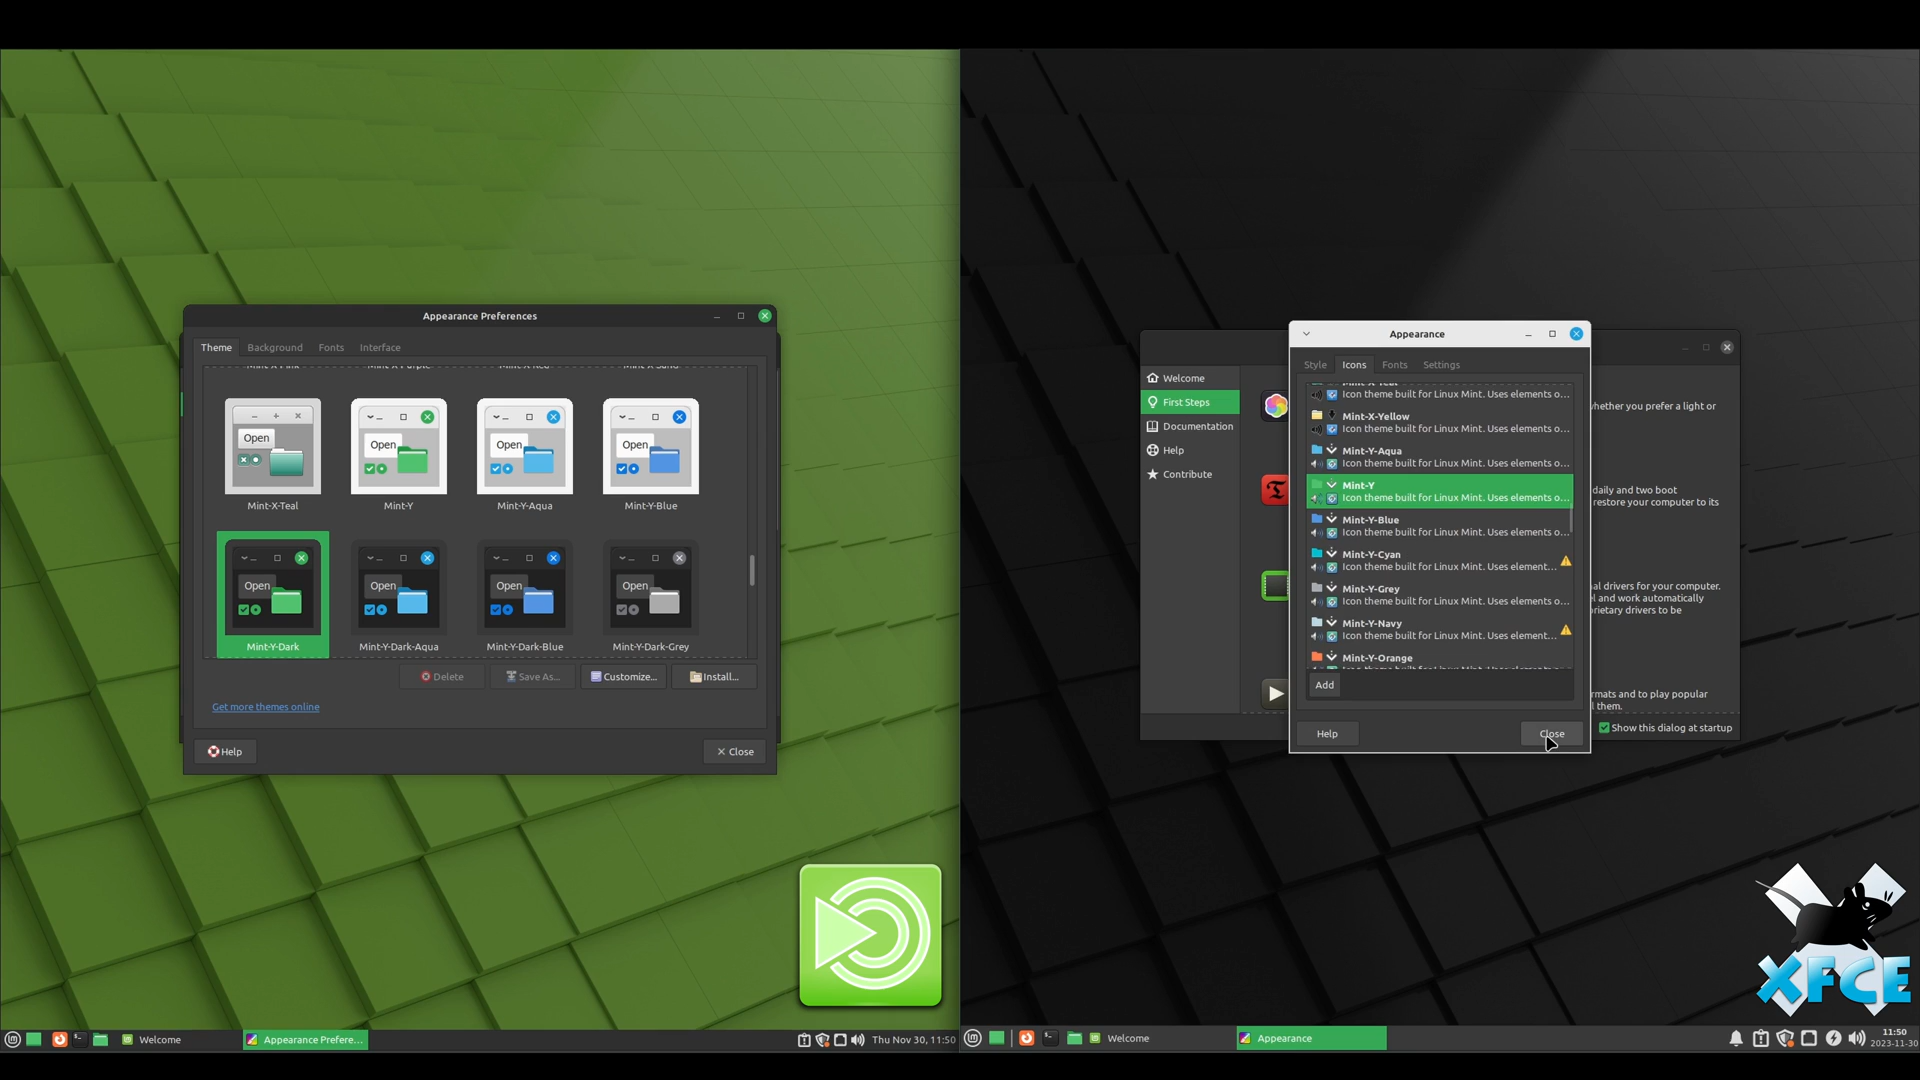 Appearance Preferences
Theme
Background
Fonts
Interface
Open
Open
Open
Open
Mint-X-Teal
Mint-Y
Mint-Y-Aqua
Mint-Y-Blue
Open
Open
Open
Open
Mint-Y-Dark
Mint-Y-Dark-Aqua
Mint-Y-Dark-Blue
Mint-Y-Dark-Grey
Delete
Save As...
Customize...
Install...
Get more themes online
Help
Close
Welcome
Appearance Prefere...
Thu Nov 30, 11:50
Welcome
First Steps
Documentation
Help
Contribute
Appearance
Style
Icons
Fonts
Settings
Icon theme built for Linux Mint. Uses elements o...
Mint-X-Yellow
Icon theme built for Linux Mint. Uses elements o...
Mint-Y-Aqua
Icon theme built for Linux Mint. Uses elements o...
Mint-Y
Icon theme built for Linux Mint. Uses elements o...
Mint-Y-Blue
Icon theme built for Linux Mint. Uses elements o...
Mint-Y-Cyan
Icon theme built for Linux Mint. Uses element...
Mint-Y-Grey
Icon theme built for Linux Mint. Uses elements o...
Mint-Y-Navy
Icon theme built for Linux Mint. Uses element...
Mint-Y-Orange
Add
Help
Close
whether you prefer a light or
daily and two boot
restore your computer to its
al drivers for your computer.
and work automatically
prietary drivers to be
rmats and to play popular
them.
Show this dialog at startup
XFCE
Welcome
Appearance
11:50
2023-11-30